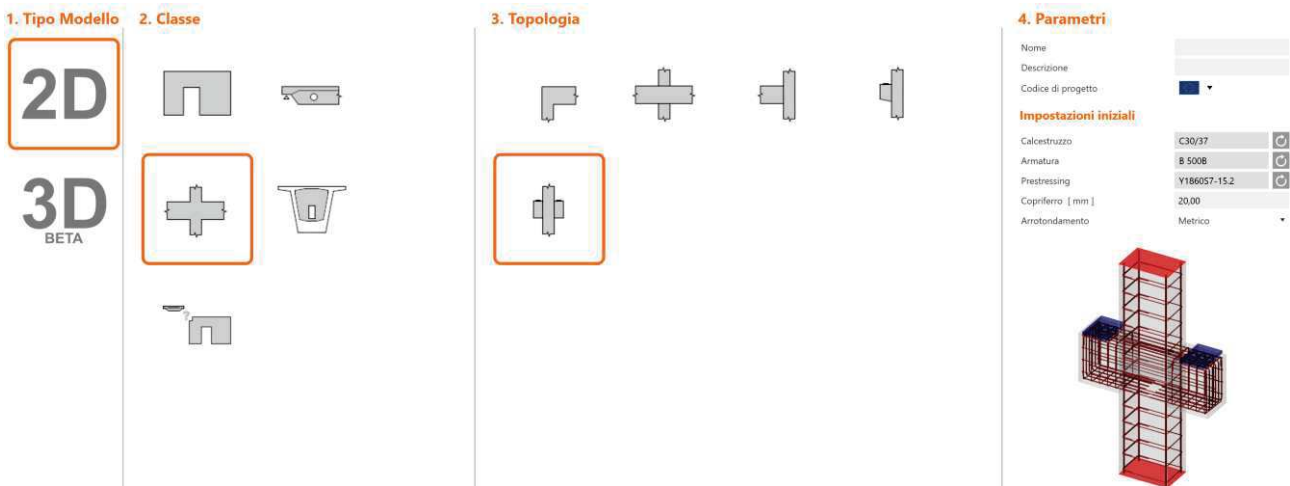 1. Tipo Modello
2D
3D
BETA
2. Classe
?
3. Topologia
4. Parametri
Nome
Descrizione
Codice di progetto
Impostazioni iniziali
Calcestruzzo C30/37
Armatura B 500B
Prestressing Y1860S7-15.2
Copriferro [ mm ] 20,00
Arrotondamento Metrico